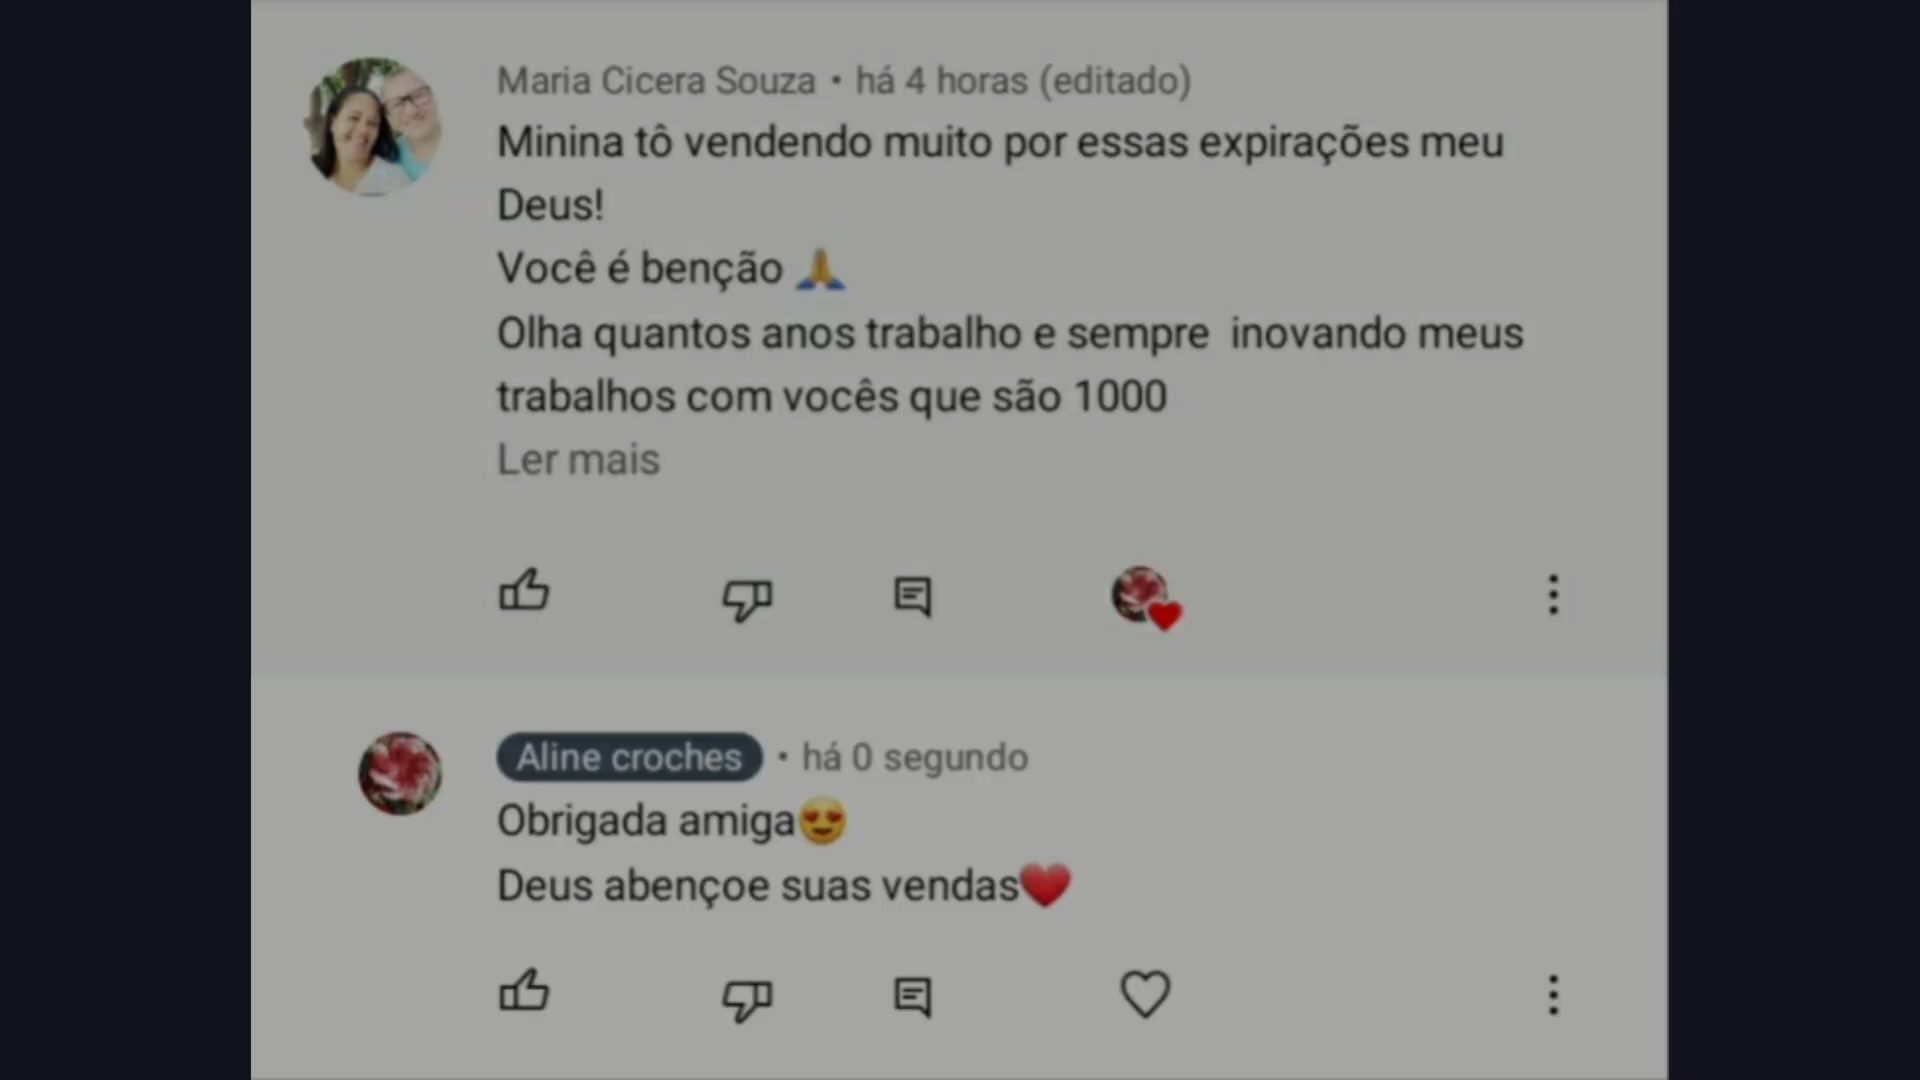 Maria Cicera Souza • há 4 horas (editado)
Minina tô vendendo muito por essas expirações meu
Deus!
Você é benção 🙏
Olha quantos anos trabalho e sempre  inovando meus
trabalhos com vocês que são 1000
Ler mais
Aline croches • há 0 segundo
Obrigada amiga😍
Deus abençoe suas vendas❤️